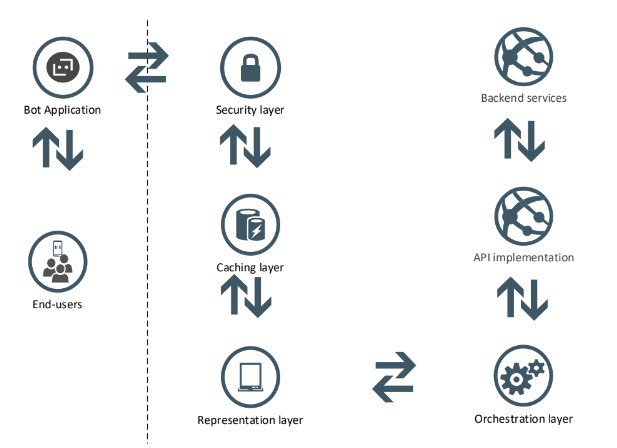 Bot Application
Security layer
Backend services
End-users
Caching layer
API implementation
Representation layer
Orchestration layer